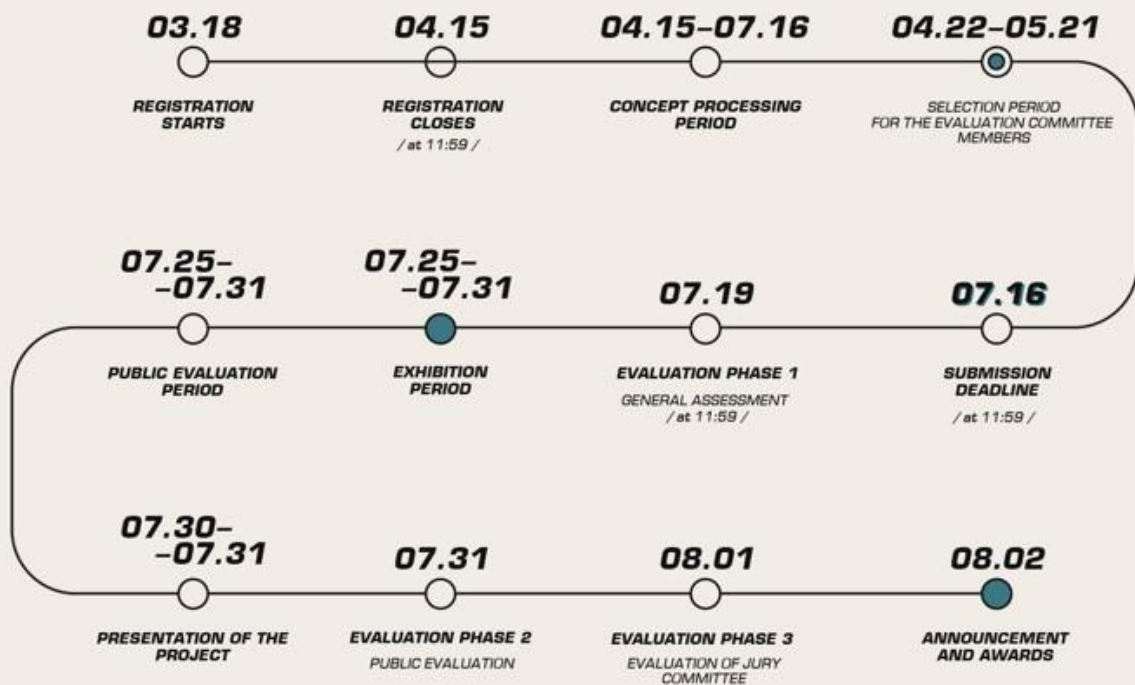 03.18
REGISTRATION
STARTS
04.15
REGISTRATION
CLOSES
/ at 11:59 /
04.15–07.16
CONCEPT PROCESSING
PERIOD
04.22–05.21
SELECTION PERIOD
FOR THE EVALUATION COMMITTEE
MEMBERS
07.16
SUBMISSION
DEADLINE
/ at 11:59 /
07.19
EVALUATION PHASE 1
GENERAL ASSESSMENT
/ at 11:59 /
07.25–
–07.31
EXHIBITION
PERIOD
07.25–
–07.31
PUBLIC EVALUATION
PERIOD
07.30–
–07.31
PRESENTATION OF THE
PROJECT
07.31
EVALUATION PHASE 2
PUBLIC EVALUATION
08.01
EVALUATION PHASE 3
EVALUATION OF JURY
COMMITTEE
08.02
ANNOUNCEMENT
AND AWARDS